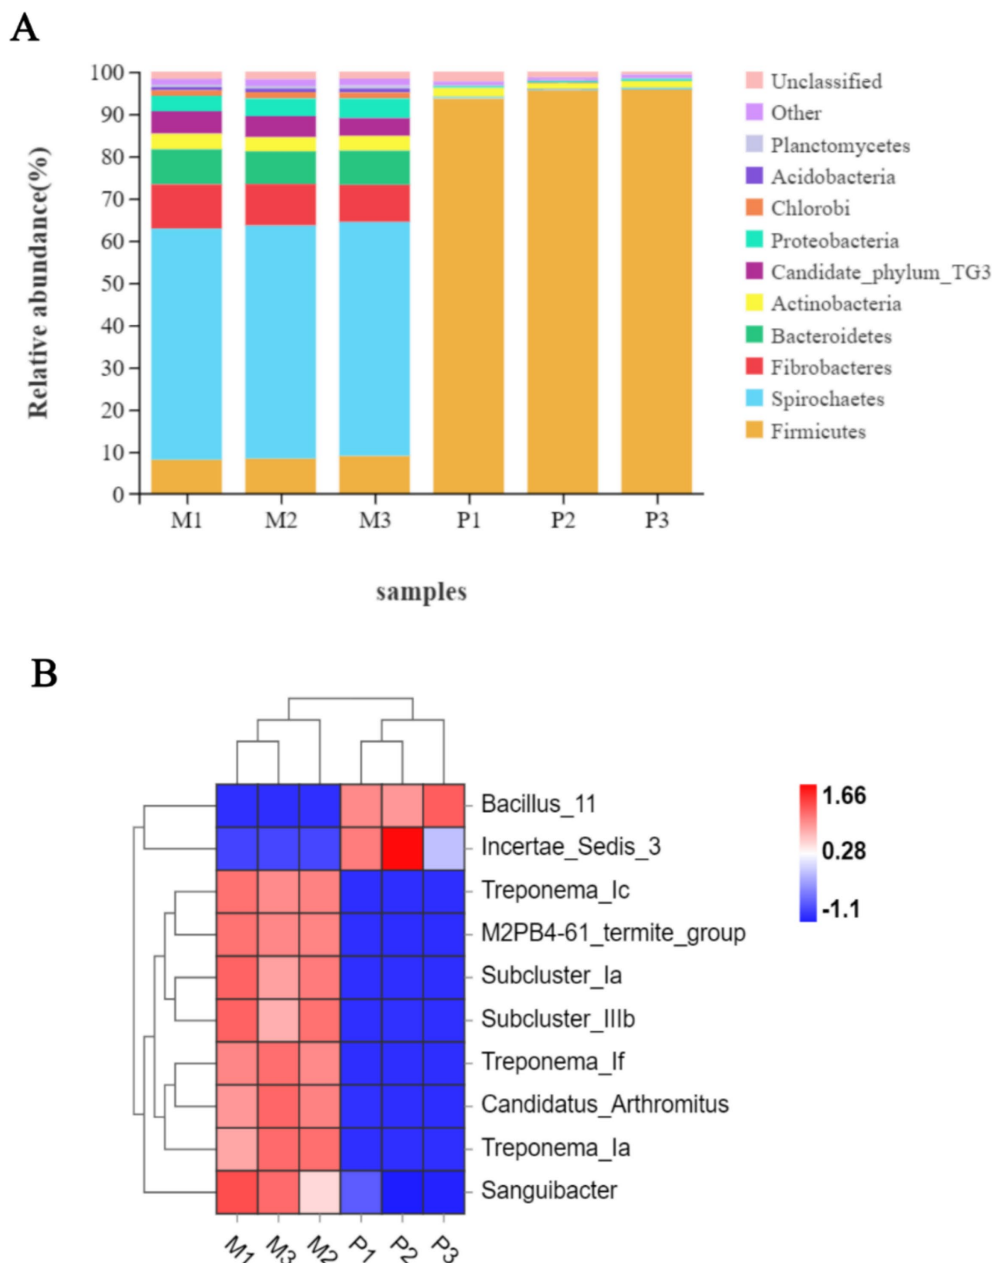 A
100
90
80
70
60
50
40
30
20
10
0
Relative abundance(%)
M1 M2 M3 P1 P2 P3
samples
Unclassified
Other
Planctomycetes
Acidobacteria
Chlorobi
Proteobacteria
Candidate_phylum_TG3
Actinobacteria
Bacteroidetes
Fibrobacteres
Spirochaetes
Firmicutes
B
Bacillus_11
Incertae_Sedis_3
Treponema_Ic
M2PB4-61_termite_group
Subcluster_Ia
Subcluster_IIIb
Treponema_If
Candidatus_Arthromitus
Treponema_Ia
Sanguibacter
M1 M3 M2 P1 P2 P3
1.66
0.28
-1.1